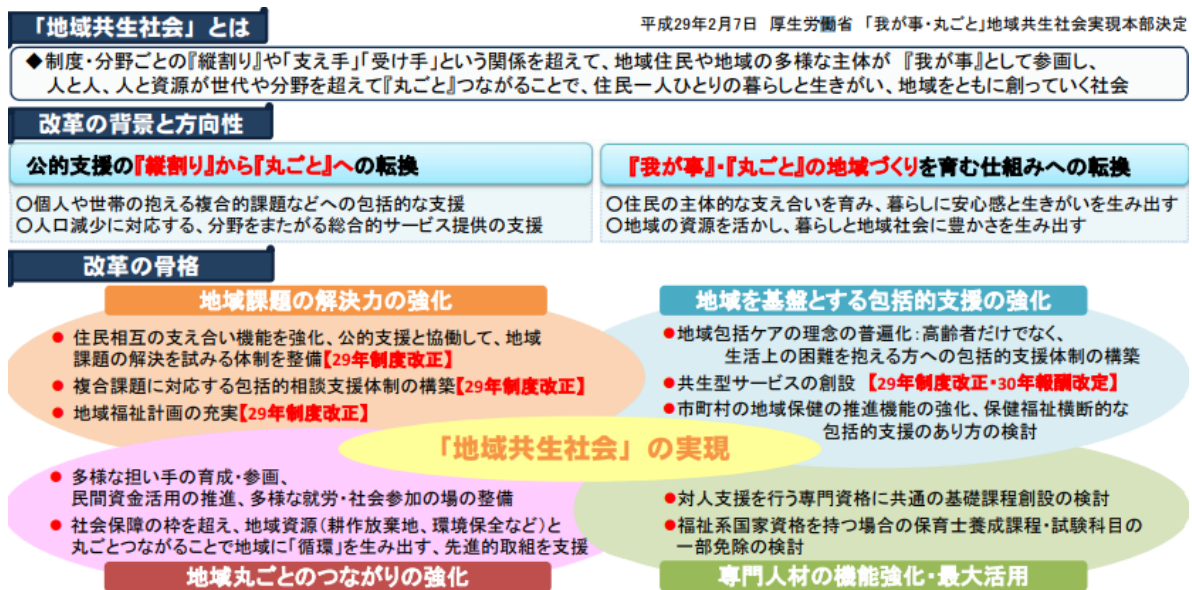 「地域共生社会」とは
平成29年2月7日 厚生労働省 「我が事・丸ごと」地域共生社会実現本部決定
◆制度・分野ごとの『縦割り』や「支え手」「受け手」という関係を超えて、地域住民や地域の多様な主体が 『我が事』として参画し、
人と人、人と資源が世代や分野を超えて『丸ごと』つながることで、住民一人ひとりの暮らしと生きがい、地域をともに創っていく社会
改革の背景と方向性
公的支援の『縦割り』から『丸ごと』への転換
○個人や世帯の抱える複合的課題などへの包括的な支援
○人口減少に対応する、分野をまたがる総合的サービス提供の支援
『我が事』・『丸ごと』の地域づくりを育む仕組みへの転換
○住民の主体的な支え合いを育み、暮らしに安心感と生きがいを生み出す
○地域の資源を活かし、暮らしと地域社会に豊かさを生み出す
改革の骨格
地域課題の解決力の強化
● 住民相互の支え合い機能を強化、公的支援と協働して、地域
課題の解決を試みる体制を整備【29年制度改正】
● 複合課題に対応する包括的相談支援体制の構築【29年制度改正】
● 地域福祉計画の充実【29年制度改正】
地域を基盤とする包括的支援の強化
●地域包括ケアの理念の普遍化：高齢者だけでなく、
生活上の困難を抱える方への包括的支援体制の構築
●共生型サービスの創設 【29年制度改正・30年報酬改定】
●市町村の地域保健の推進機能の強化、保健福祉横断的な
包括的支援のあり方の検討
「地域共生社会」の実現
● 多様な担い手の育成・参画、
民間資金活用の推進、多様な就労・社会参加の場の整備
● 社会保障の枠を超え、地域資源（耕作放棄地、環境保全など）と
丸ごとつながることで地域に「循環」を生み出す、先進的取組を支援
地域丸ごとのつながりの強化
●対人支援を行う専門資格に共通の基礎課程創設の検討
●福祉系国家資格を持つ場合の保育士養成課程・試験科目の
一部免除の検討
専門人材の機能強化・最大活用